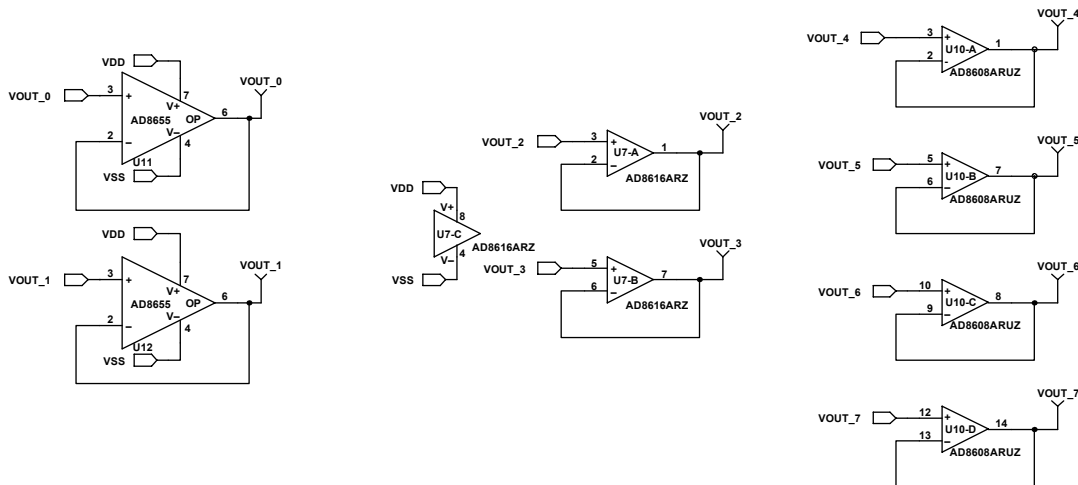 VDD
VOUT_0
3
+
7
V+
AD8655
OP
6
VOUT_0
2
−
V−
4
U11
VSS
VDD
VOUT_1
3
+
7
V+
AD8655
OP
6
VOUT_1
2
−
V−
4
U12
VSS
VDD
V+
8
U7-C
AD8616ARZ
V−
4
VSS
VOUT_2
3
+
U7-A
1
VOUT_2
2
−
AD8616ARZ
VOUT_3
5
+
U7-B
7
VOUT_3
6
−
AD8616ARZ
VOUT_4
3
+
U10-A
1
VOUT_4
2
-
AD8608ARUZ
VOUT_5
5
+
U10-B
7
VOUT_5
6
−
AD8608ARUZ
VOUT_6
10
+
U10-C
8
VOUT_6
9
−
AD8608ARUZ
VOUT_7
12
+
U10-D
14
VOUT_7
13
−
AD8608ARUZ